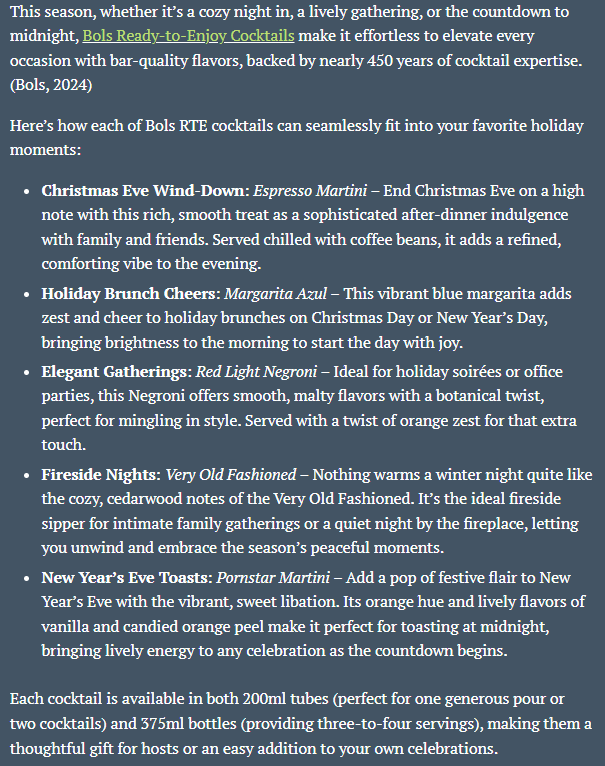 This season, whether it’s a cozy night in, a lively gathering, or the countdown to
midnight, Bols Ready-to-Enjoy Cocktails make it effortless to elevate every
occasion with bar-quality flavors, backed by nearly 450 years of cocktail expertise.
(Bols, 2024)
Here’s how each of Bols RTE cocktails can seamlessly fit into your favorite holiday
moments:
• Christmas Eve Wind-Down: Espresso Martini – End Christmas Eve on a high
note with this rich, smooth treat as a sophisticated after-dinner indulgence
with family and friends. Served chilled with coffee beans, it adds a refined,
comforting vibe to the evening.
• Holiday Brunch Cheers: Margarita Azul – This vibrant blue margarita adds
zest and cheer to holiday brunches on Christmas Day or New Year’s Day,
bringing brightness to the morning to start the day with joy.
• Elegant Gatherings: Red Light Negroni – Ideal for holiday soirées or office
parties, this Negroni offers smooth, malty flavors with a botanical twist,
perfect for mingling in style. Served with a twist of orange zest for that extra
touch.
• Fireside Nights: Very Old Fashioned – Nothing warms a winter night quite like
the cozy, cedarwood notes of the Very Old Fashioned. It’s the ideal fireside
sipper for intimate family gatherings or a quiet night by the fireplace, letting
you unwind and embrace the season’s peaceful moments.
• New Year’s Eve Toasts: Pornstar Martini – Add a pop of festive flair to New
Year’s Eve with the vibrant, sweet libation. Its orange hue and lively flavors of
vanilla and candied orange peel make it perfect for toasting at midnight,
bringing lively energy to any celebration as the countdown begins.
Each cocktail is available in both 200ml tubes (perfect for one generous pour or
two cocktails) and 375ml bottles (providing three-to-four servings), making them a
thoughtful gift for hosts or an easy addition to your own celebrations.